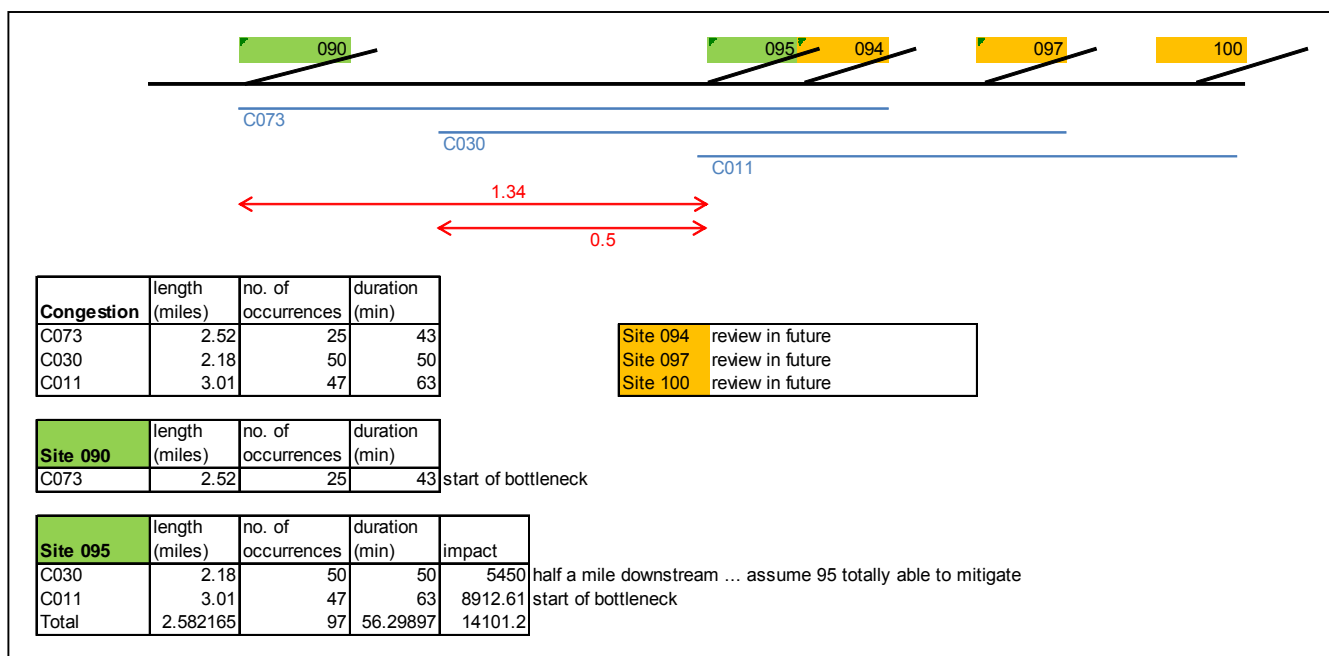 090 095 094 097 100
C073
C030
C011
1.34
0.5
Congestion length (miles) no. of occurrences duration (min)
C073 2.52 25 43
C030 2.18 50 50
C011 3.01 47 63
Site 094 review in future
Site 097 review in future
Site 100 review in future
Site 090 length (miles) no. of occurrences duration (min)
C073 2.52 25 43 start of bottleneck
Site 095 length (miles) no. of occurrences duration (min) impact
C030 2.18 50 50 5450 half a mile downstream ... assume 95 totally able to mitigate
C011 3.01 47 63 8912.61 start of bottleneck
Total 2.582165 97 56.29897 14101.2